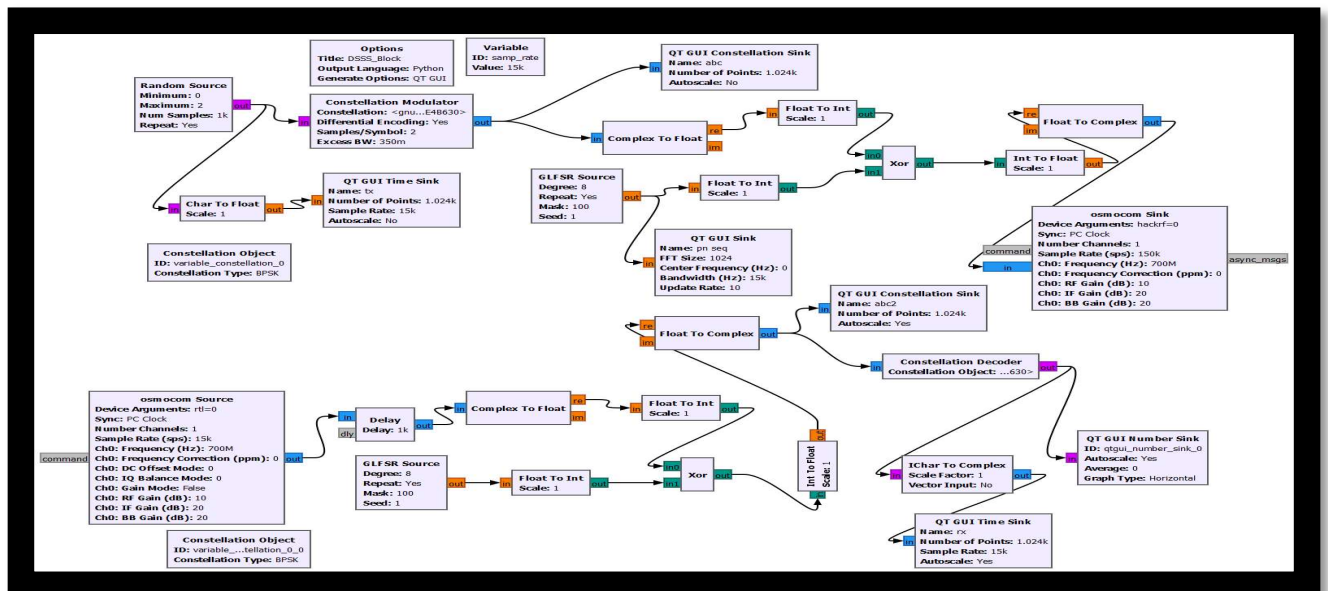 Options
Title: DSSS_Block
Output Language: Python
Generate Options: QT GUI
Variable
ID: samp_rate
Value: 15k
QT GUI Constellation Sink
Name: abc
Number of Points: 1.024k
Autoscale: No
in
Random Source
Minimum: 0
Maximum: 2
Num Samples: 1k
Repeat: Yes
out
in
Constellation Modulator
Constellation: <gnu...E4B630>
Differential Encoding: Yes
Samples/Symbol: 2
Excess BW: 350m
out
in
Complex To Float
re
im
in
Float To Int
Scale: 1
out
re
im
Float To Complex
out
in0
in1
Xor
out
in
Int To Float
Scale: 1
out
GLFSR Source
Degree: 8
Repeat: Yes
Mask: 100
Seed: 1
out
in
Float To Int
Scale: 1
out
in
Char To Float
Scale: 1
out
in
QT GUI Time Sink
Name: tx
Number of Points: 1.024k
Sample Rate: 15k
Autoscale: No
in
QT GUI Sink
Name: pn seq
FFT Size: 1024
Center Frequency (Hz): 0
Bandwidth (Hz): 15k
Update Rate: 10
command
in
osmocom Sink
Device Arguments: hackrf=0
Sync: PC Clock
Number Channels: 1
Sample Rate (sps): 150k
Ch0: Frequency (Hz): 700M
Ch0: Frequency Correction (ppm): 0
Ch0: RF Gain (dB): 10
Ch0: IF Gain (dB): 20
Ch0: BB Gain (dB): 20
async_msgs
Constellation Object
ID: variable_constellation_0
Constellation Type: BPSK
in
QT GUI Constellation Sink
Name: abc2
Number of Points: 1.024k
Autoscale: Yes
re
im
Float To Complex
out
in
Constellation Decoder
Constellation Object: ...630>
out
command
osmocom Source
Device Arguments: rtl=0
Sync: PC Clock
Number Channels: 1
Sample Rate (sps): 15k
Ch0: Frequency (Hz): 700M
Ch0: Frequency Correction (ppm): 0
Ch0: DC Offset Mode: 0
Ch0: IQ Balance Mode: 0
Ch0: Gain Mode: False
Ch0: RF Gain (dB): 10
Ch0: IF Gain (dB): 20
Ch0: BB Gain (dB): 20
out
in
dly
Delay
Delay: 1k
out
in
Complex To Float
re
im
in
Float To Int
Scale: 1
out
GLFSR Source
Degree: 8
Repeat: Yes
Mask: 100
Seed: 1
out
in
Float To Int
Scale: 1
out
in0
in1
Xor
out
in
Int To Float
Scale: 1
out
in
IChar To Complex
Scale Factor: 1
Vector Input: No
out
in
QT GUI Number Sink
ID: qtgui_number_sink_0
Autoscale: Yes
Average: 0
Graph Type: Horizontal
in
QT GUI Time Sink
Name: rx
Number of Points: 1.024k
Sample Rate: 15k
Autoscale: Yes
Constellation Object
ID: variable_...tellation_0_0
Constellation Type: BPSK